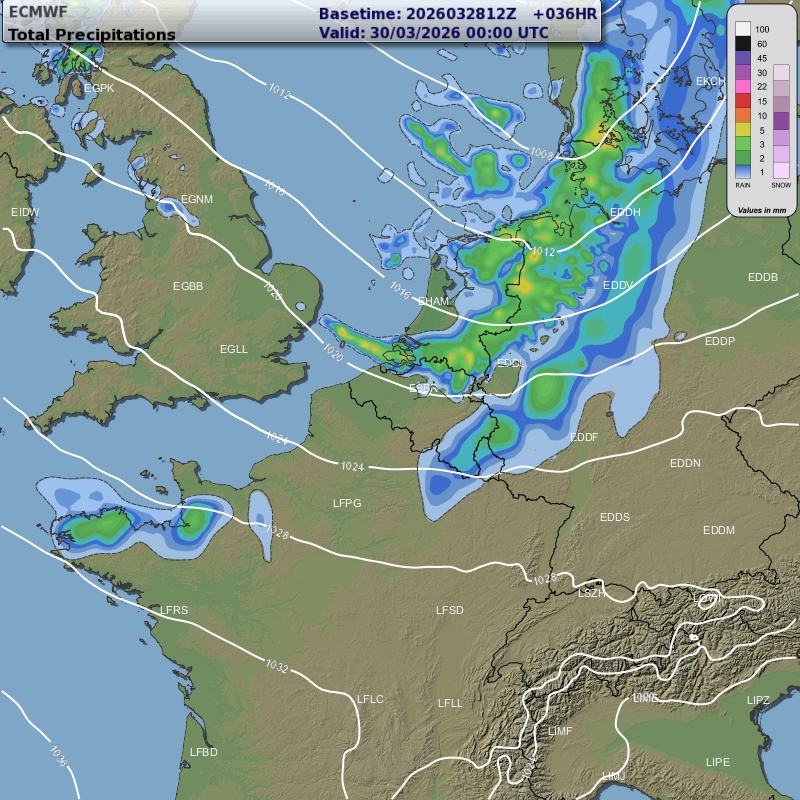 ECMWF
Basetime: 2026032812Z +036HR
Total Precipitations
Valid: 30/03/2026 00:00 UTC
100
60
45
30
22
15
10
5
3
2
1
RAIN
SNOW
Values in mm
EGPK
EKCH
1012
1008
1016
EGNM
EIDW
EDDH
1012
EDDB
EGBB
EDDV
1016
1020
EHAM
EDDP
EGLL
1020
EDDL
EDDF
1024
1024
EDDN
LFPG
EDDS
EDDM
1028
1028
LSZH
LFRS
LFSD
1032
LFLC
LFLL
LIPZ
LIMF
LFBD
1036
LIPE
LIMJ